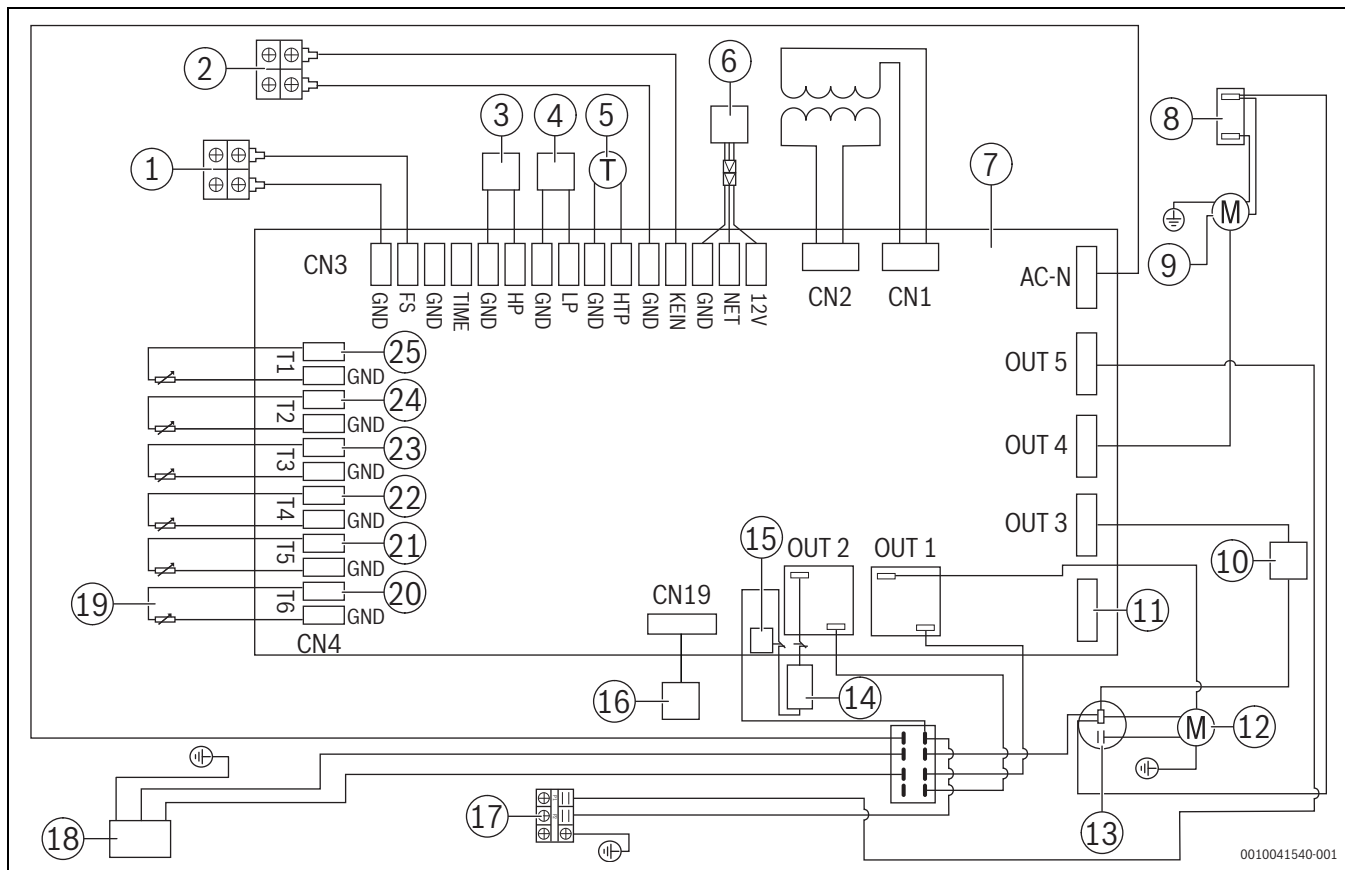 2
6
8
3
4
5
1
T
7
M
9
CN3
GND
FS
GND
TIME
GND
HP
GND
LP
GND
HTP
GND
KEIN
GND
NET
12V
CN2
CN1
AC-N
OUT 5
OUT 4
OUT 3
T1
25
GND
T2
24
GND
T3
23
GND
T4
22
GND
T5
21
GND
T6
20
GND
CN4
19
15
OUT 2
OUT 1
10
CN19
11
16
14
M
12
13
17
18
0010041540-001